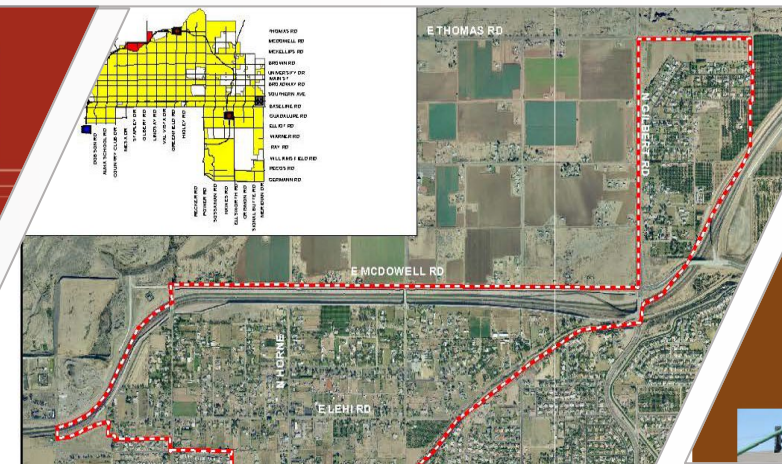 THOMAS RD
MCDOWELL RD
MCKELLIPS RD
BROWN RD
UNIVERSITY DR
MAIN ST
BROADWAY RD
SOUTHERN AVE
BASELINE RD
GUADALUPE RD
ELLIOT RD
WARNER RD
RAY RD
WILLIAMS FIELD RD
PECOS RD
GERMANN RD
DOBSON RD
ALMA SCHOOL RD
COUNTRY CLUB DR
MESA DR
STAPLEY DR
GILBERT RD
LINDSAY RD
VAL VISTA DR
GREENFIELD RD
HIGLEY RD
RECKER RD
POWER RD
SOSSAMAN RD
HAWES RD
ELLSWORTH RD
CRISMON RD
SIGNAL BUTTE RD
MERIDIAN DR
E THOMAS RD
N GILBERT RD
E MCDOWELL RD
N HORNE
E LEHI RD